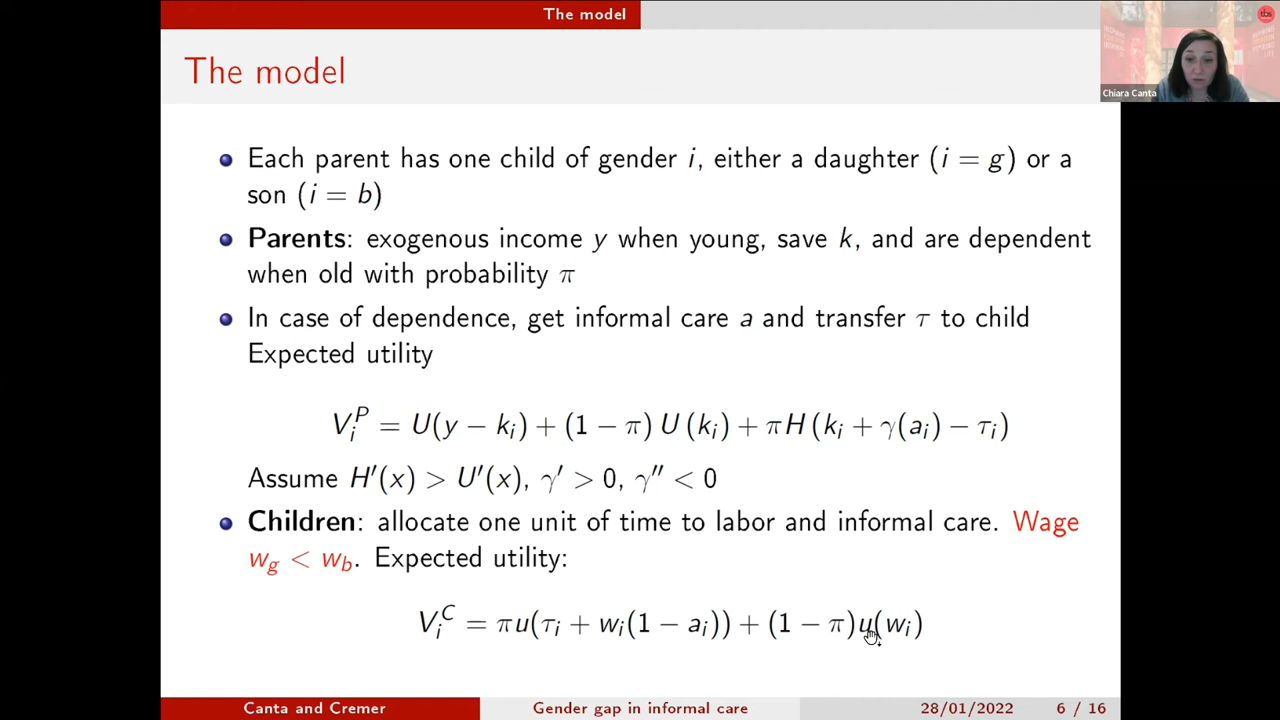 The model
The model
tbs
Chiara Canta
Each parent has one child of gender i, either a daughter (i = g) or a
son (i = b)
Parents: exogenous income y when young, save k, and are dependent
when old with probability π
In case of dependence, get informal care a and transfer τ to child
Expected utility
V_i^P = U(y − k_i) + (1 − π) U (k_i) + πH (k_i + γ(a_i) − τ_i)
Assume H′(x) > U′(x), γ′ > 0, γ″ < 0
Children: allocate one unit of time to labor and informal care. Wage
w_g < w_b. Expected utility:
V_i^C = πu(τ_i + w_i(1 − a_i)) + (1 − π)u(w_i)
Canta and Cremer Gender gap in informal care 28/01/2022 6 / 16